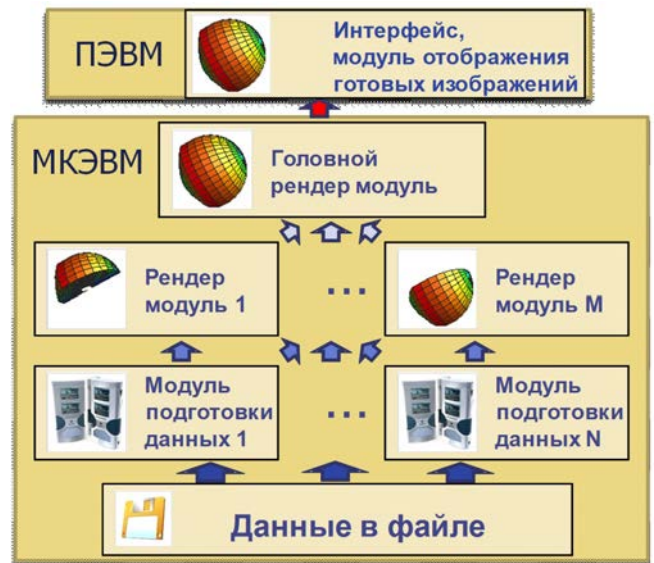 ПЭВМ
Интерфейс,
модуль отображения
готовых изображений
МКЭВМ
Головной
рендер модуль
Рендер
модуль 1
...
Рендер
модуль М
Модуль
подготовки
данных 1
...
Модуль
подготовки
данных N
Данные в файле